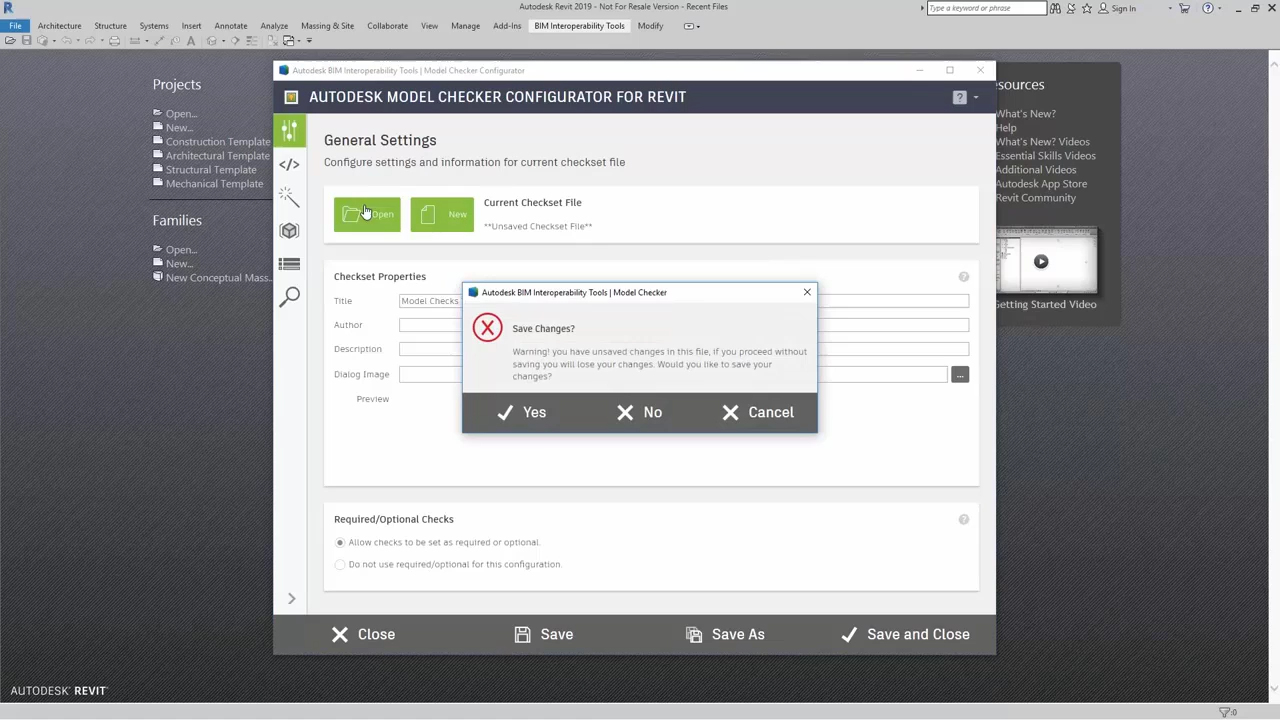 Autodesk Revit 2019 - Not For Resale Version - Recent Files
Type a keyword or phrase
Sign In
File
Architecture
Structure
Systems
Insert
Annotate
Analyze
Massing & Site
Collaborate
View
Manage
Add-Ins
BIM Interoperability Tools
Modify
Projects
Open...
New...
Construction Template
Architectural Template
Structural Template
Mechanical Template
Families
Open...
New...
New Conceptual Mass...
Autodesk BIM Interoperability Tools | Model Checker Configurator
AUTODESK MODEL CHECKER CONFIGURATOR FOR REVIT
General Settings
Configure settings and information for current checkset file
Open
New
Current Checkset File
**Unsaved Checkset File**
Checkset Properties
Title
Model Checks
Author
Description
Dialog Image
...
Preview
Autodesk BIM Interoperability Tools | Model Checker
Save Changes?
Warning! you have unsaved changes in this file, if you proceed without
saving you will lose your changes. Would you like to save your
changes?
Yes
No
Cancel
Required/Optional Checks
Allow checks to be set as required or optional.
Do not use required/optional for this configuration.
Close
Save
Save As
Save and Close
esources
What's New?
Help
What's New? Videos
Essential Skills Videos
Additional Videos
Autodesk App Store
Revit Community
Getting Started Video
AUTODESK® REVIT®
:0